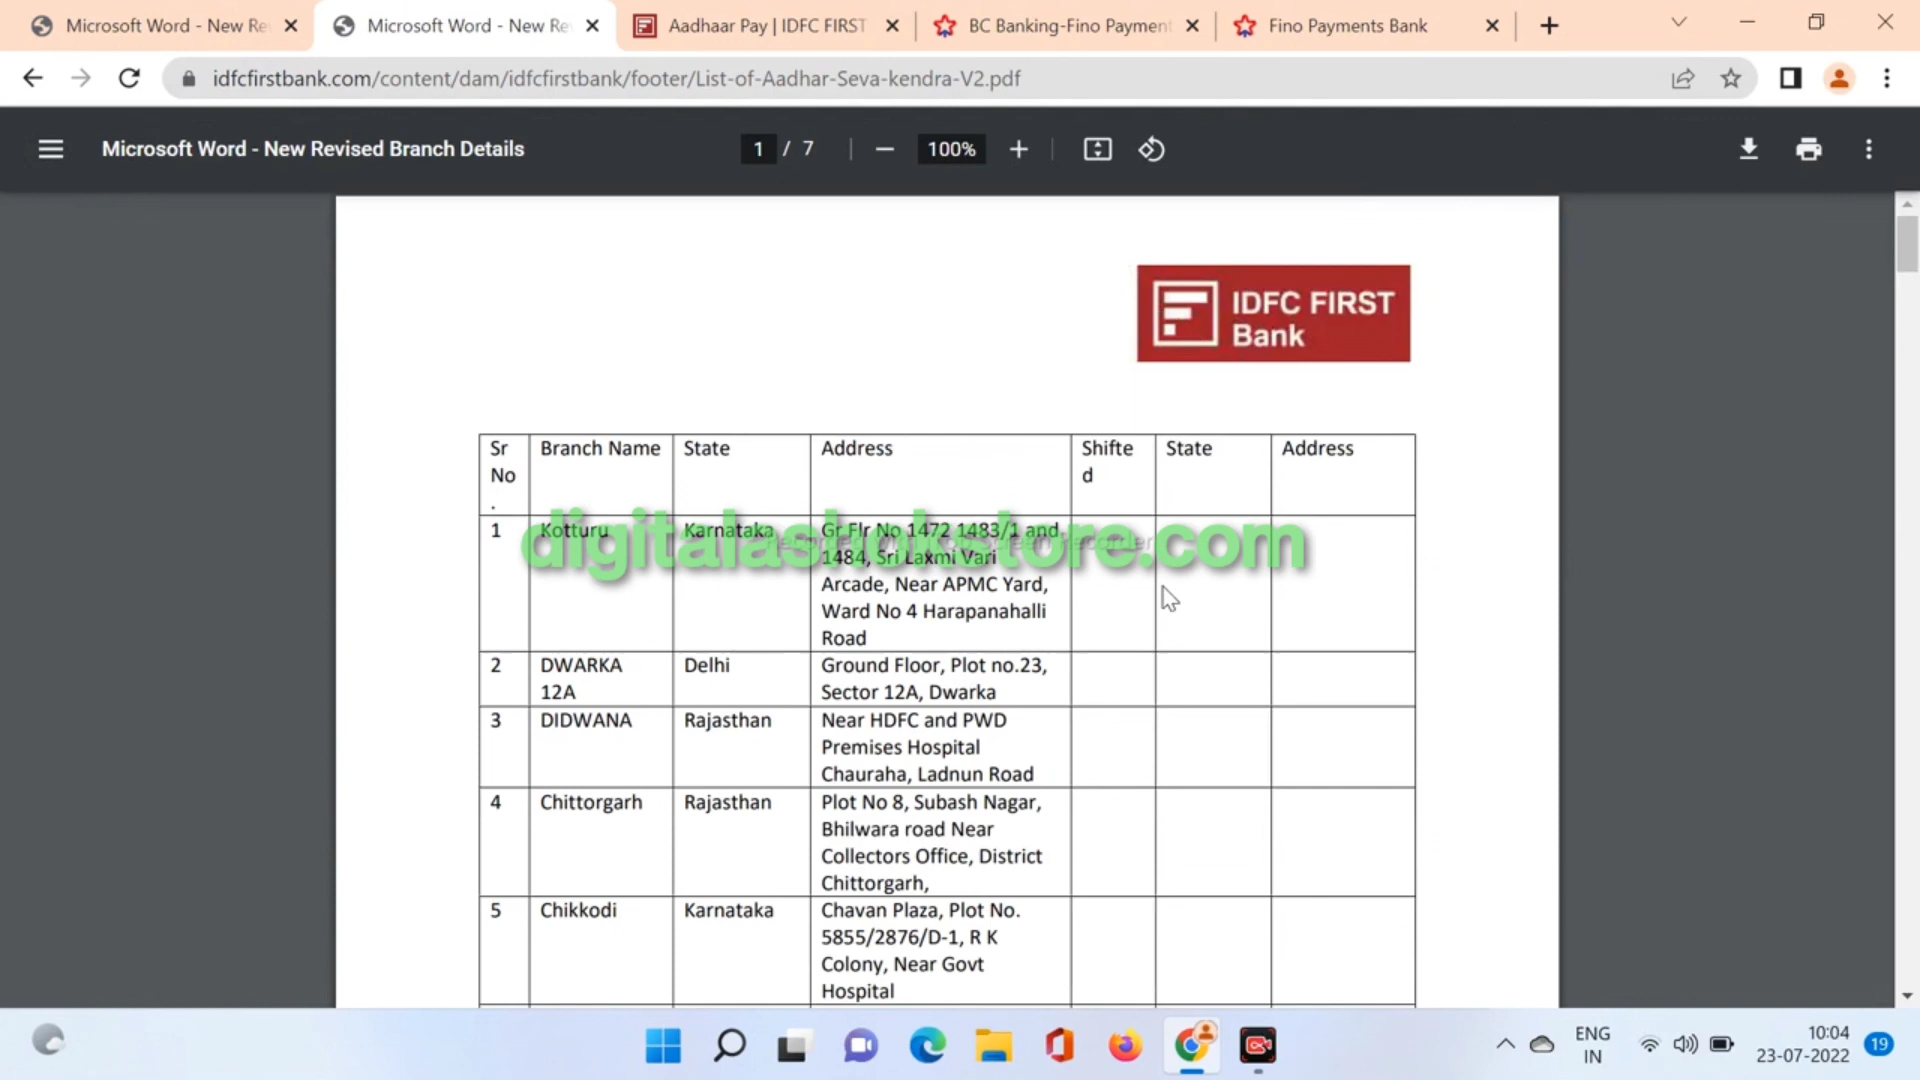 Microsoft Word - New Re
Microsoft Word - New Re
Aadhaar Pay | IDFC FIRST
BC Banking-Fino Payment
Fino Payments Bank
idfcfirstbank.com/content/dam/idfcfirstbank/footer/List-of-Aadhar-Seva-kendra-V2.pdf
Microsoft Word - New Revised Branch Details
1 / 7
100%
IDFC FIRST
Bank
Sr No . Branch Name State Address Shifte d State Address
1 Kotturu Karnataka Gr Flr No 1472 1483/1 and
1484, Sri Laxmi Vari
Arcade, Near APMC Yard,
Ward No 4 Harapanahalli
Road
digitalashokstore.com
2 DWARKA 12A Delhi Ground Floor, Plot no.23,
Sector 12A, Dwarka
3 DIDWANA Rajasthan Near HDFC and PWD
Premises Hospital
Chauraha, Ladnun Road
4 Chittorgarh Rajasthan Plot No 8, Subash Nagar,
Bhilwara road Near
Collectors Office, District
Chittorgarh,
5 Chikkodi Karnataka Chavan Plaza, Plot No.
5855/2876/D-1, R K
Colony, Near Govt
Hospital
ENG
IN
10:04
23-07-2022
19